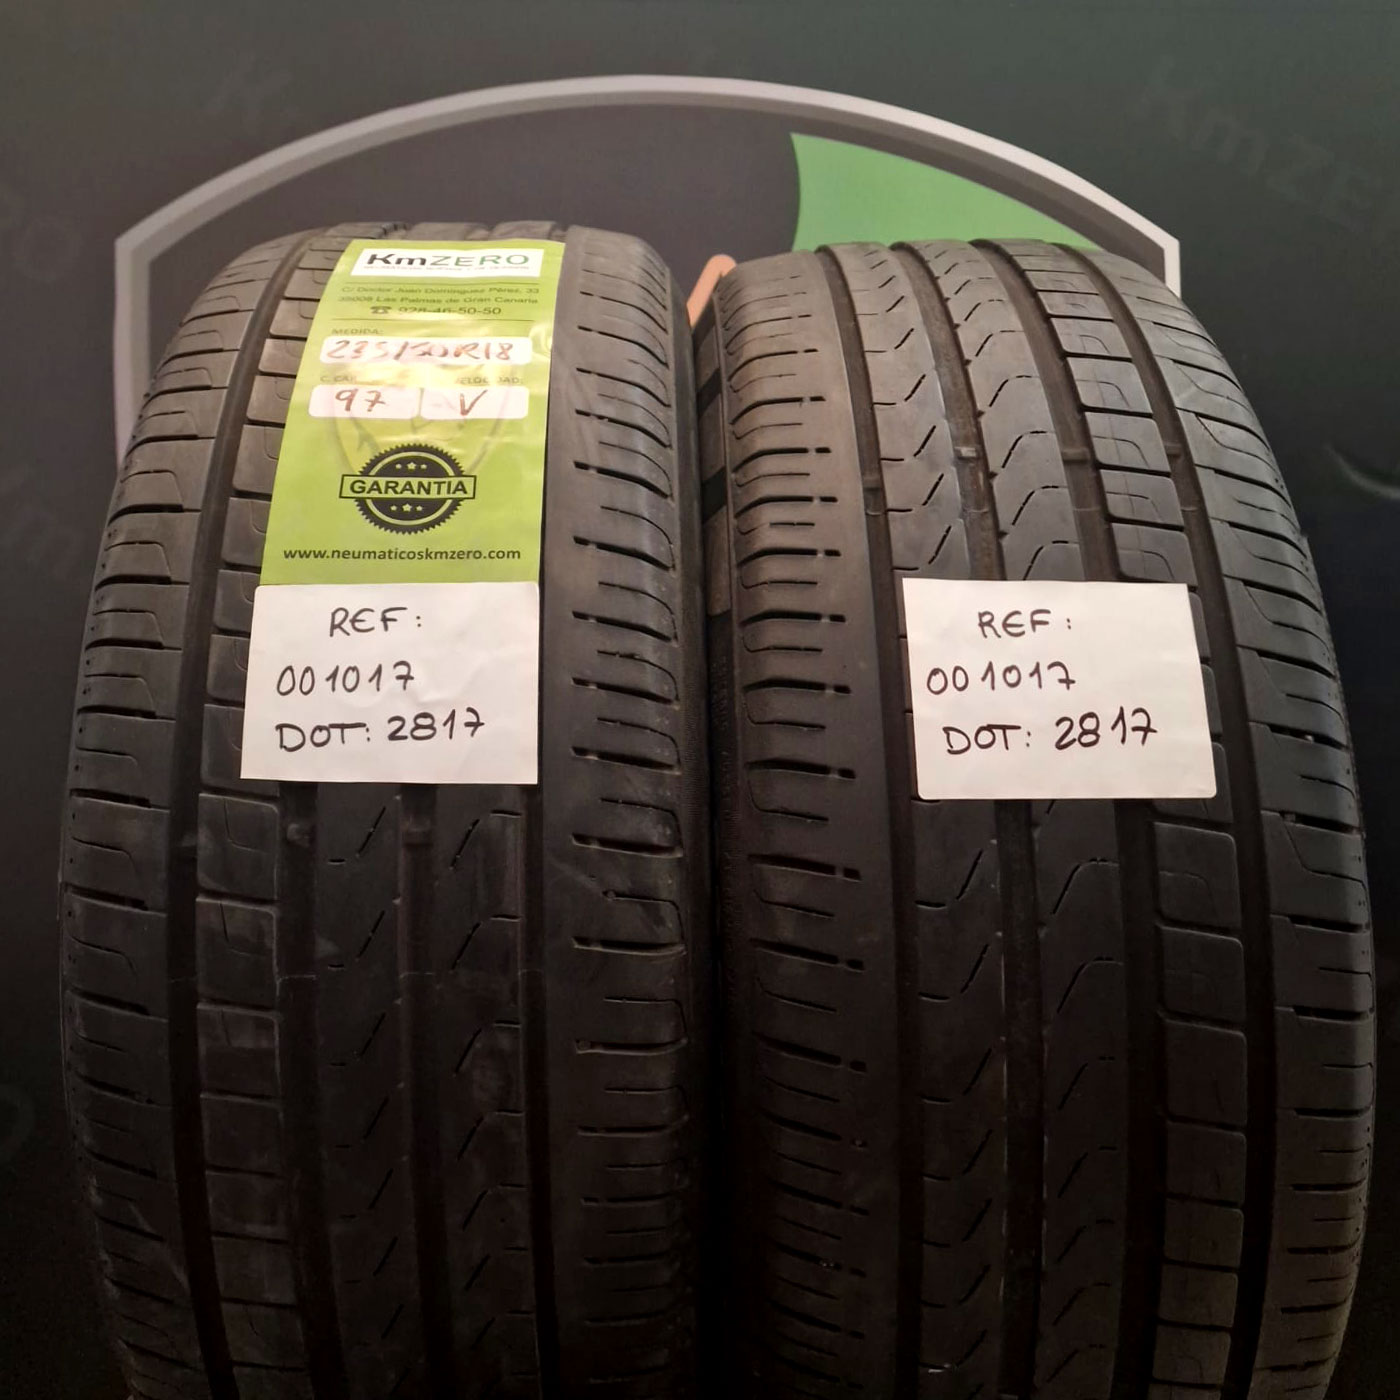 KmZERO
C/ Doctor Juan Domínguez Pérez, 33
35008 Las Palmas de Gran Canaria
☎ 928-46-50-50
MEDIDA:
235/50R18
97 V
GARANTIA
www.neumaticoskmzero.com
REF:
001017
DOT: 2817
REF:
001017
DOT: 2817